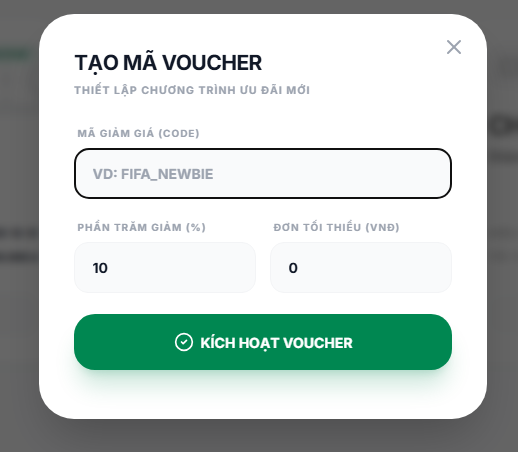 TẠO MÃ VOUCHER
THIẾT LẬP CHƯƠNG TRÌNH ƯU ĐÃI MỚI
MÃ GIẢM GIÁ (CODE)
VD: FIFA_NEWBIE
PHẦN TRĂM GIẢM (%)
ĐƠN TỐI THIỂU (VNĐ)
10
0
KÍCH HOẠT VOUCHER